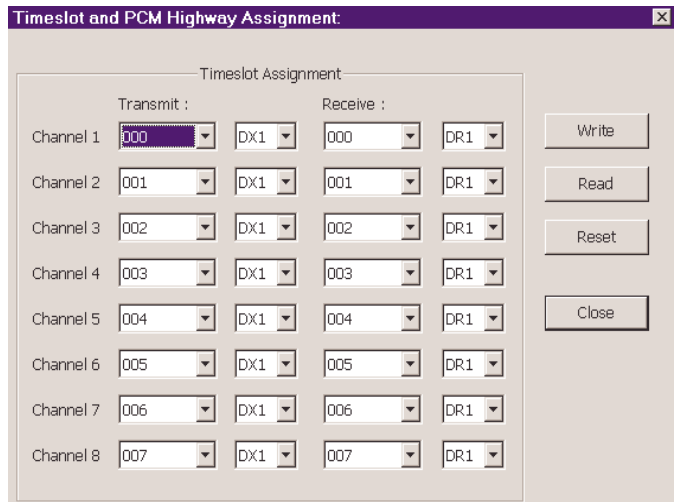 Timeslot and PCM Highway Assignment:
Timeslot Assignment
Transmit : Receive :
Channel 1 000 DX1 000 DR1
Channel 2 001 DX1 001 DR1
Channel 3 002 DX1 002 DR1
Channel 4 003 DX1 003 DR1
Channel 5 004 DX1 004 DR1
Channel 6 005 DX1 005 DR1
Channel 7 006 DX1 006 DR1
Channel 8 007 DX1 007 DR1
Write
Read
Reset
Close